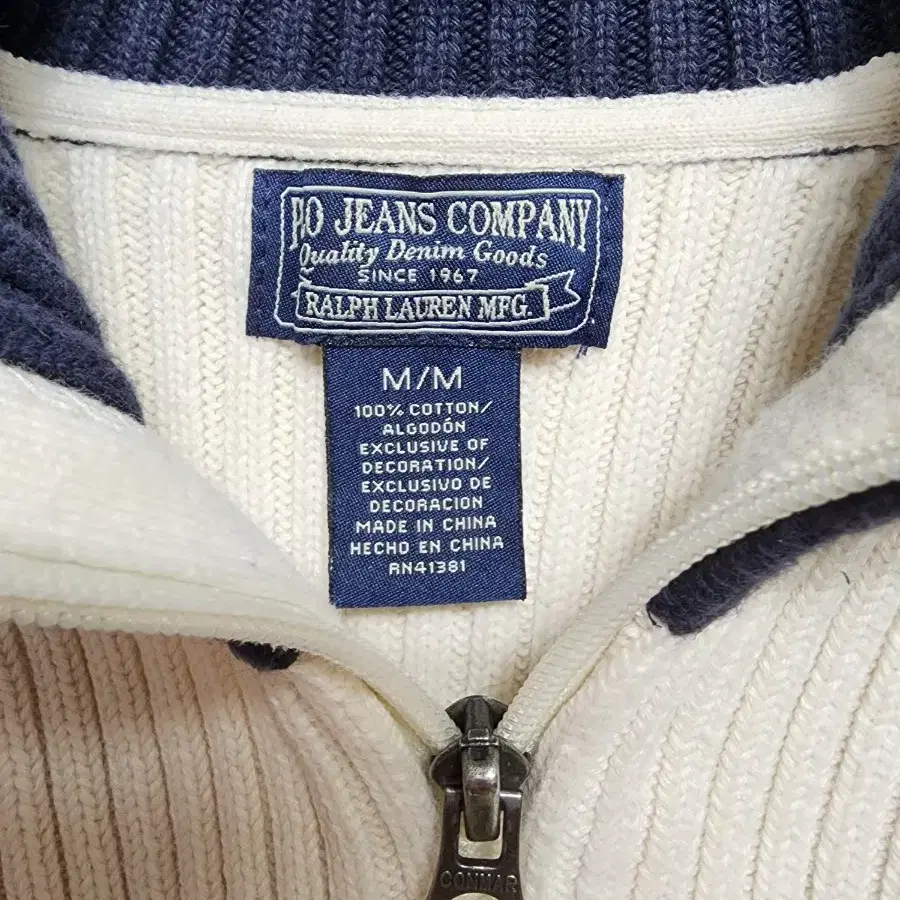 P.O JEANS COMPANY
Quality Denim Goods
SINCE 1967
RALPH LAUREN MFG.
M/M
100% COTTON/
ALGODÓN
EXCLUSIVE OF
DECORATION/
EXCLUSIVO DE
DECORACION
MADE IN CHINA
HECHO EN CHINA
RN41381
CONMAR